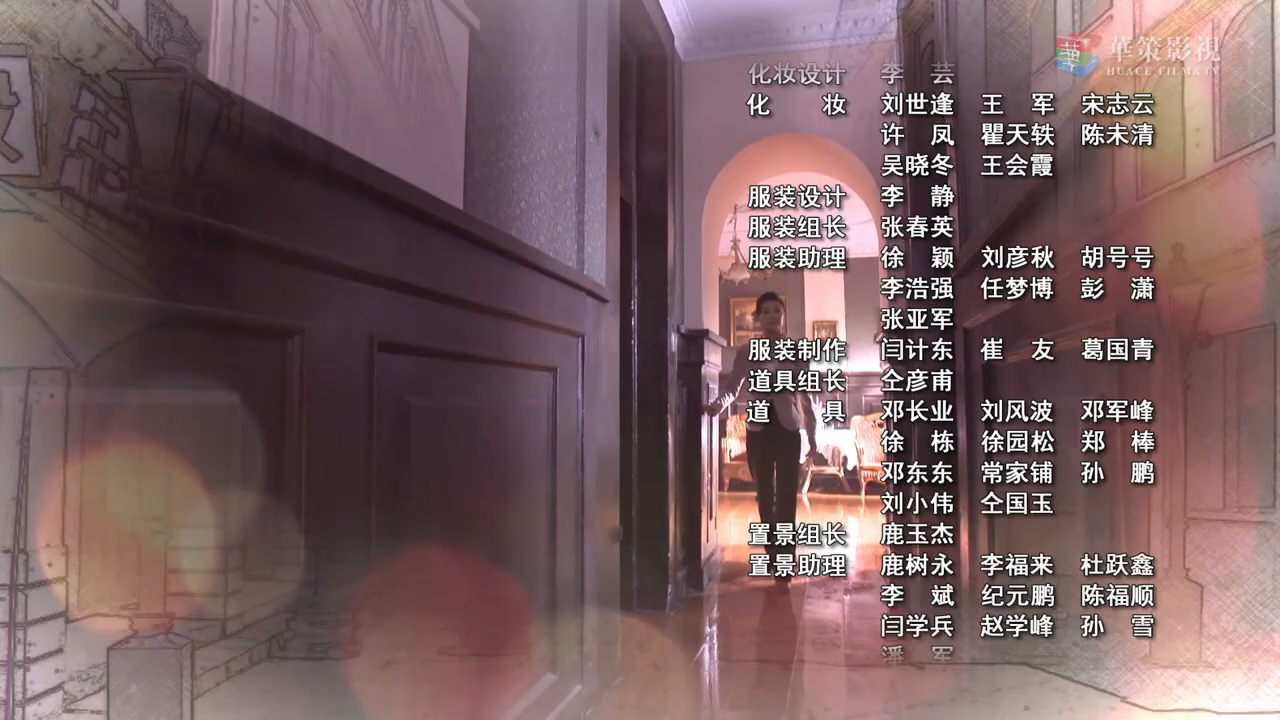 華策影視
HUACE FILM&TV
化妆设计 李 芸
化 妆 刘世逢 王 军 宋志云
许 凤 瞿天轶 陈未清
吴晓冬 王会霞
服装设计 李 静
服装组长 张春英
服装助理 徐 颖 刘彦秋 胡号号
李浩强 任梦博 彭 潇
张亚军
服装制作 闫计东 崔 友 葛国青
道具组长 仝彦甫
道 具 邓长业 刘风波 邓军峰
徐 栋 徐园松 郑 棒
邓东东 常家铺 孙 鹏
刘小伟 仝国玉
置景组长 鹿玉杰
置景助理 鹿树永 李福来 杜跃鑫
李 斌 纪元鹏 陈福顺
闫学兵 赵学峰 孙 雪
潘 军